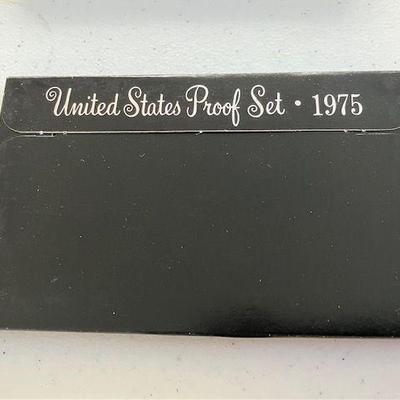 United States Proof Set • 1975